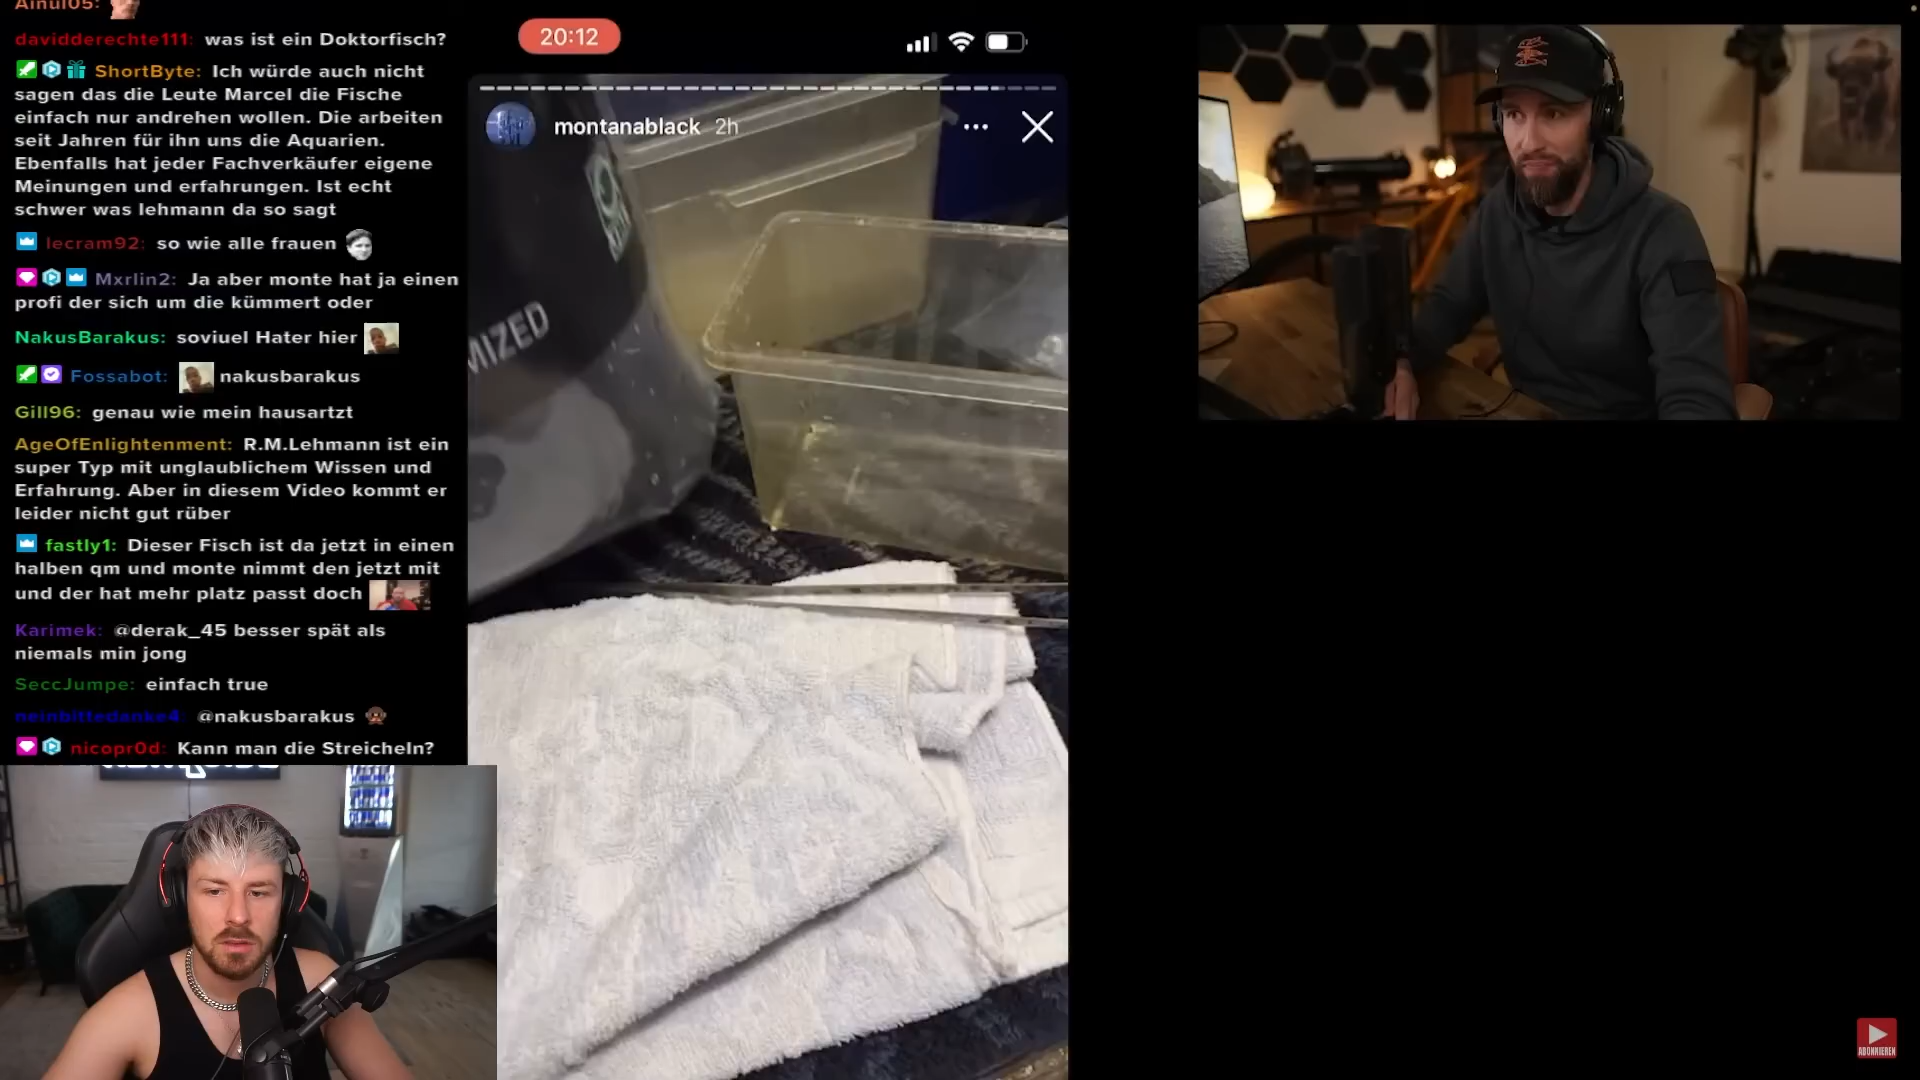 Ainul05:
davidderechte111: was ist ein Doktorfisch?
ShortByte: Ich würde auch nicht
sagen das die Leute Marcel die Fische
einfach nur andrehen wollen. Die arbeiten
seit Jahren für ihn uns die Aquarien.
Ebenfalls hat jeder Fachverkäufer eigene
Meinungen und erfahrungen. Ist echt
schwer was lehmann da so sagt
lecram92: so wie alle frauen
Mxrlin2: Ja aber monte hat ja einen
profi der sich um die kümmert oder
NakusBarakus: soviuel Hater hier
Fossabot: nakusbarakus
Gill96: genau wie mein hausartzt
AgeOfEnlightenment: R.M.Lehmann ist ein
super Typ mit unglaublichem Wissen und
Erfahrung. Aber in diesem Video kommt er
leider nicht gut rüber
fastly1: Dieser Fisch ist da jetzt in einen
halben qm und monte nimmt den jetzt mit
und der hat mehr platz passt doch
Karimek: @derak_45 besser spät als
niemals min jong
SeccJumpe: einfach true
neinbittedanke4: @nakusbarakus
nicopr0d: Kann man die Streicheln?
20:12
montanablack 2h
MIZED
ABONNIEREN